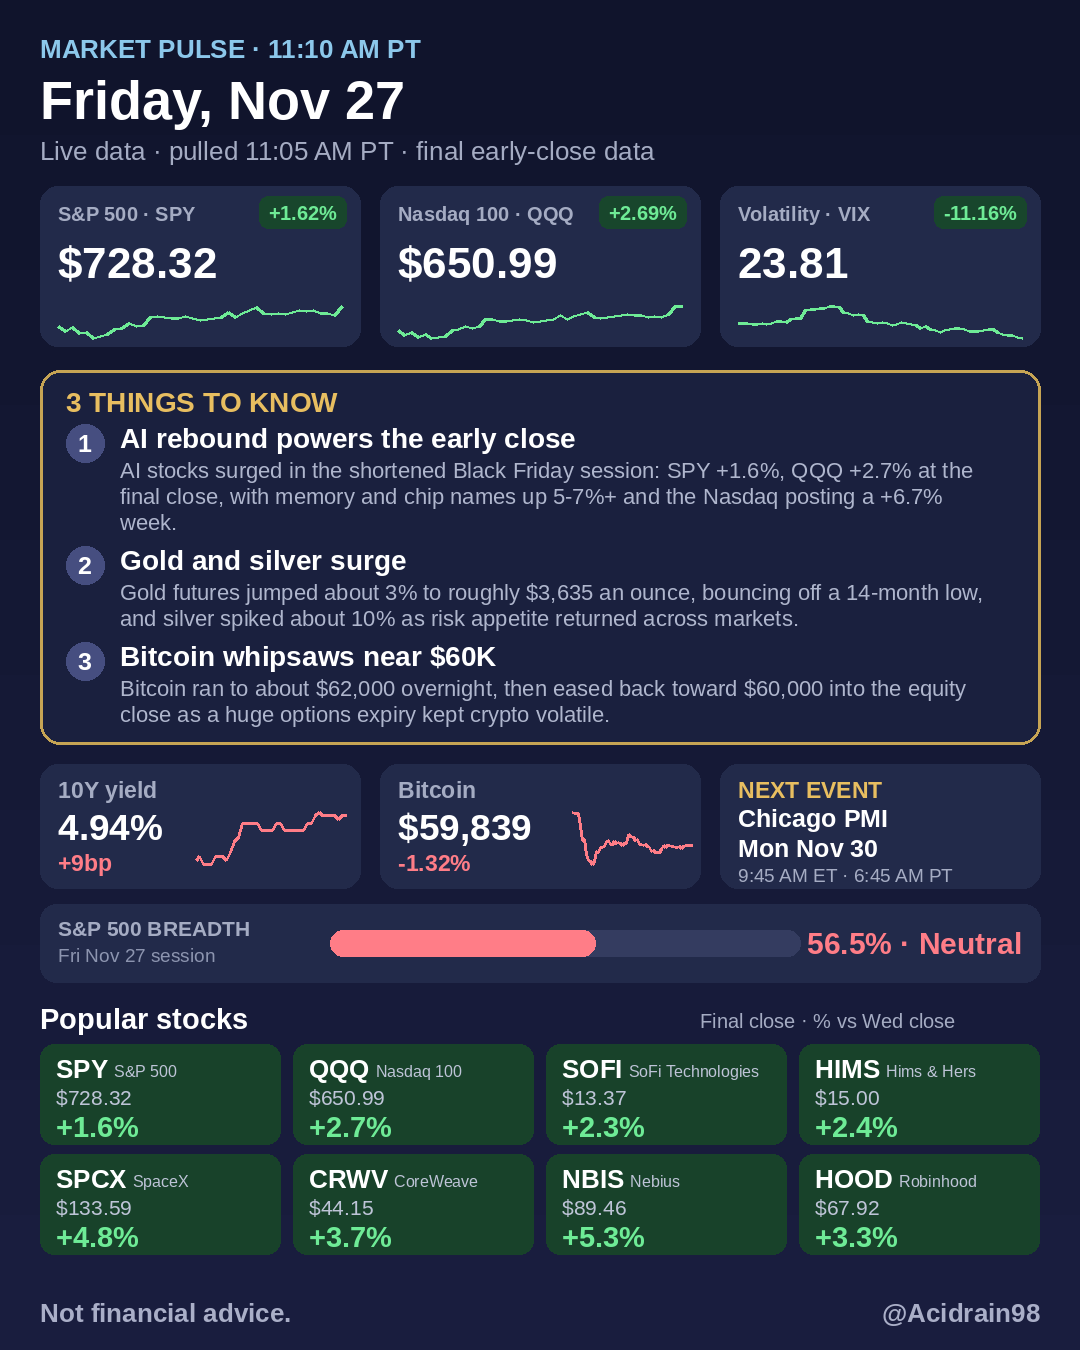 MARKET PULSE · 11:10 AM PT
Friday, Nov 27
Live data · pulled 11:05 AM PT · final early-close data
S&P 500 · SPY
+1.62%
$728.32
Nasdaq 100 · QQQ
+2.69%
$650.99
Volatility · VIX
-11.16%
23.81
3 THINGS TO KNOW
1
AI rebound powers the early close
AI stocks surged in the shortened Black Friday session: SPY +1.6%, QQQ +2.7% at the
final close, with memory and chip names up 5-7%+ and the Nasdaq posting a +6.7%
week.
2
Gold and silver surge
Gold futures jumped about 3% to roughly $3,635 an ounce, bouncing off a 14-month low,
and silver spiked about 10% as risk appetite returned across markets.
3
Bitcoin whipsaws near $60K
Bitcoin ran to about $62,000 overnight, then eased back toward $60,000 into the equity
close as a huge options expiry kept crypto volatile.
10Y yield
4.94%
+9bp
Bitcoin
$59,839
-1.32%
NEXT EVENT
Chicago PMI
Mon Nov 30
9:45 AM ET · 6:45 AM PT
S&P 500 BREADTH
Fri Nov 27 session
56.5% · Neutral
Popular stocks
Final close · % vs Wed close
SPY S&P 500
$728.32
+1.6%
QQQ Nasdaq 100
$650.99
+2.7%
SOFI SoFi Technologies
$13.37
+2.3%
HIMS Hims & Hers
$15.00
+2.4%
SPCX SpaceX
$133.59
+4.8%
CRWV CoreWeave
$44.15
+3.7%
NBIS Nebius
$89.46
+5.3%
HOOD Robinhood
$67.92
+3.3%
Not financial advice.
@Acidrain98